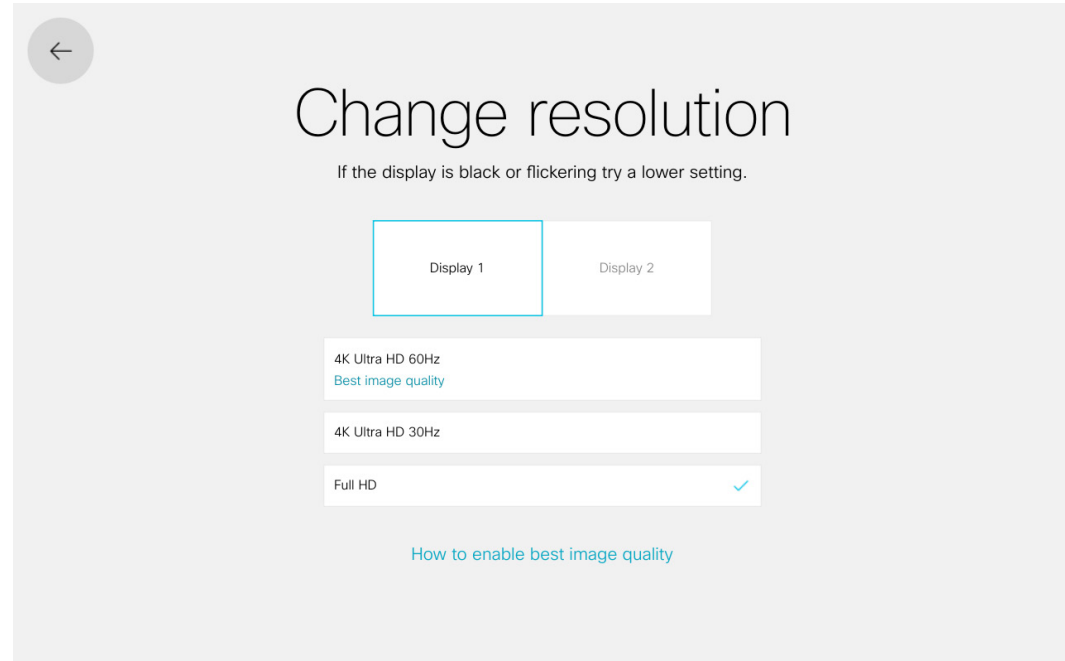 Change resolution
If the display is black or flickering try a lower setting.
Display 1
Display 2
4K Ultra HD 60Hz
Best image quality
4K Ultra HD 30Hz
Full HD
How to enable best image quality